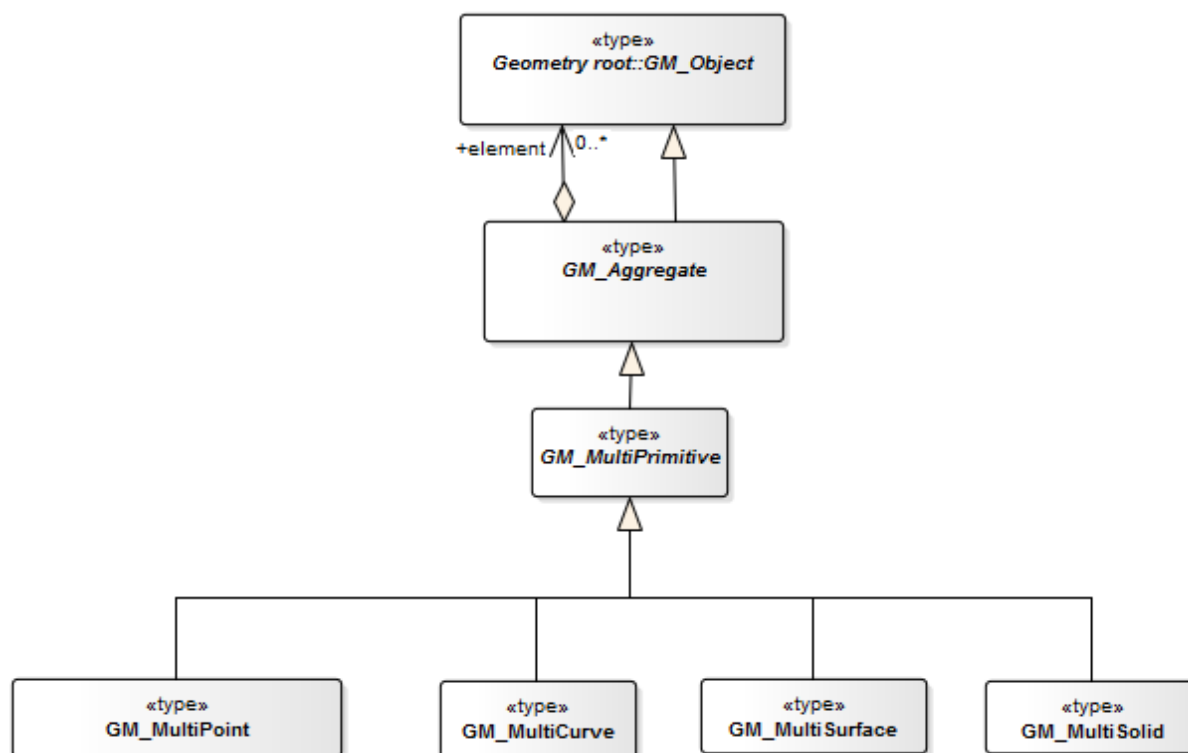 «type»
Geometry root::GM_Object
+element 0..*
«type»
GM_Aggregate
«type»
GM_MultiPrimitive
«type»
GM_MultiPoint
«type»
GM_MultiCurve
«type»
GM_MultiSurface
«type»
GM_MultiSolid